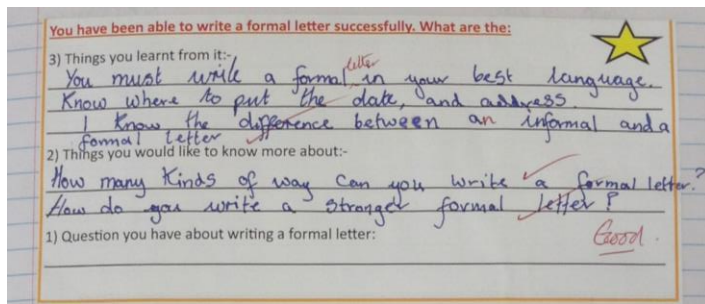 You have been able to write a formal letter successfully. What are the:
3) Things you learnt from it:-
You must write a formal letter in your best language.
Know where to put the date, and address.
I know the difference between an informal and a
formal letter
2) Things you would like to know more about:-
How many kinds of way can you write a formal letter?
How do you write a stronger formal letter?
1) Question you have about writing a formal letter:
Good.